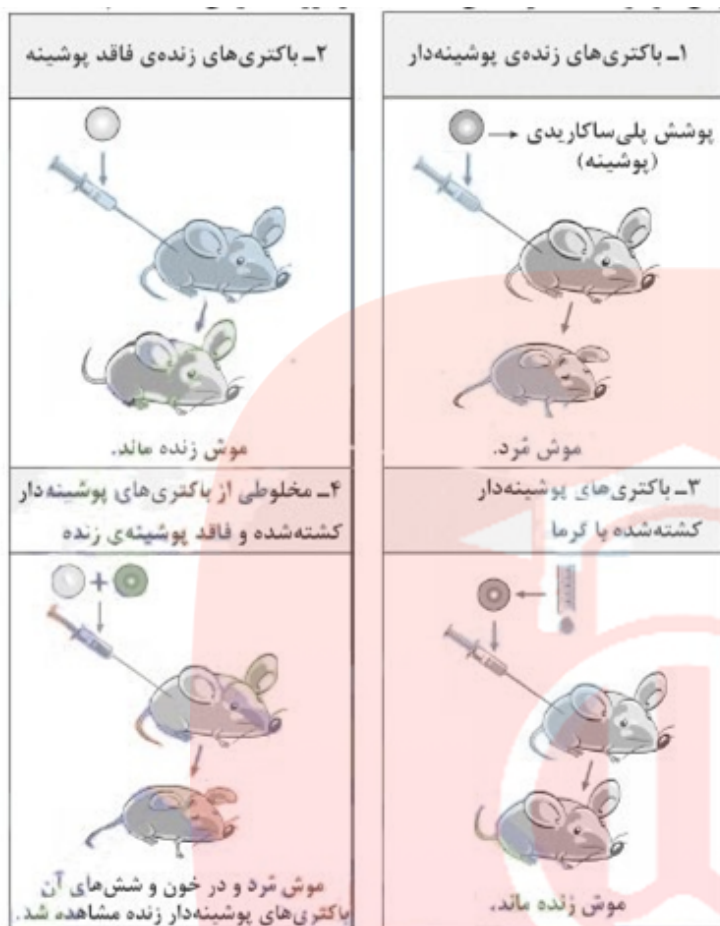 ۱ـ باکتری‌های زنده‌ی پوشینه‌دار
پوشش پلی‌ساکاریدی
(پوشینه)
موش مُرد.
۲ـ باکتری‌های زنده‌ی فاقد پوشینه
موش زنده ماند.
۳ـ باکتری‌های پوشینه‌دار
کشته‌شده با گرما
موش زنده ماند.
۴ـ مخلوطی از باکتری‌های پوشینه‌دار
کشته‌شده و فاقد پوشینه‌ی زنده
+
موش مُرد و در خون و شش‌های آن
باکتری‌های پوشینه‌دار زنده مشاهده شد.